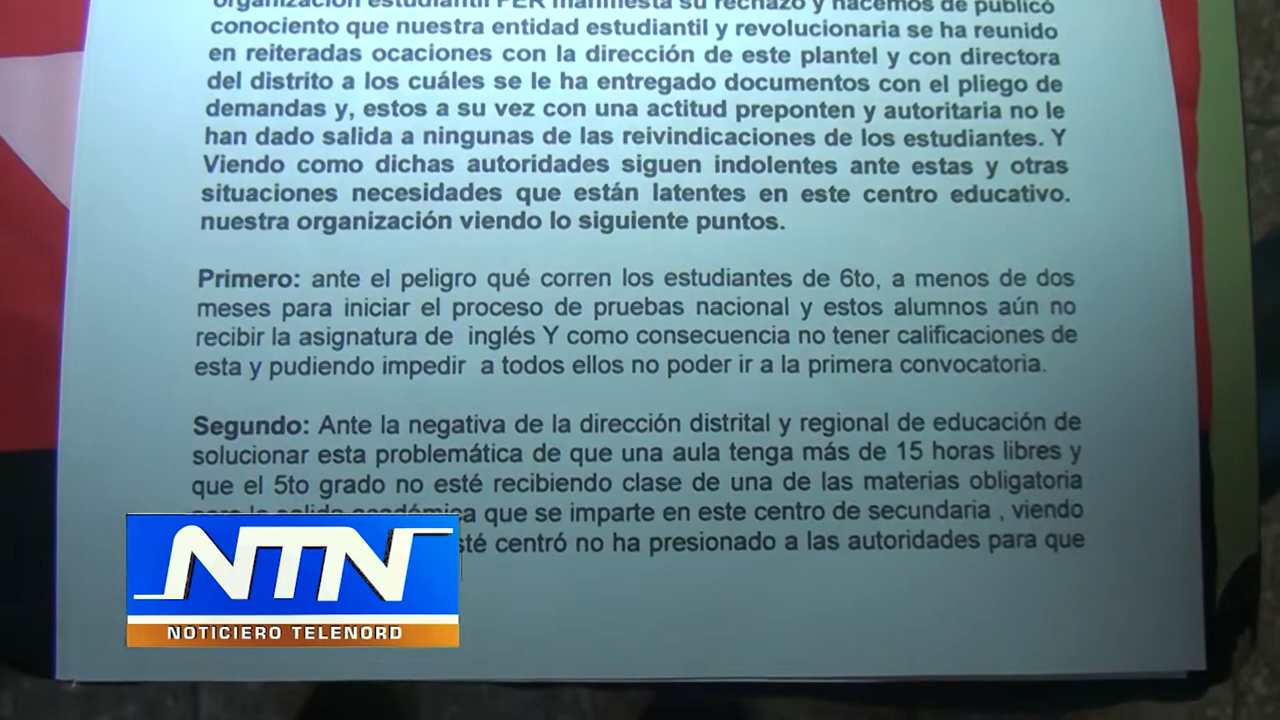 organización estudiantil FER manifiesta su rechazo y hacemos de publico
conociento que nuestra entidad estudiantil y revolucionaria se ha reunido
en reiteradas ocaciones con la dirección de este plantel y con directora
del distrito a los cuáles se le ha entregado documentos con el pliego de
demandas y, estos a su vez con una actitud preponten y autoritaria no le
han dado salida a ningunas de las reivindicaciones de los estudiantes. Y
Viendo como dichas autoridades siguen indolentes ante estas y otras
situaciones necesidades que están latentes en este centro educativo.
nuestra organización viendo lo siguiente puntos.
Primero: ante el peligro qué corren los estudiantes de 6to, a menos de dos
meses para iniciar el proceso de pruebas nacional y estos alumnos aún no
recibir la asignatura de inglés Y como consecuencia no tener calificaciones de
esta y pudiendo impedir a todos ellos no poder ir a la primera convocatoria.
Segundo: Ante la negativa de la dirección distrital y regional de educación de
solucionar esta problemática de que una aula tenga más de 15 horas libres y
que el 5to grado no esté recibiendo clase de una de las materias obligatoria
para la salida académica que se imparte en este centro de secundaria , viendo
sté centró no ha presionado a las autoridades para que
NTN
NOTICIERO TELENORD